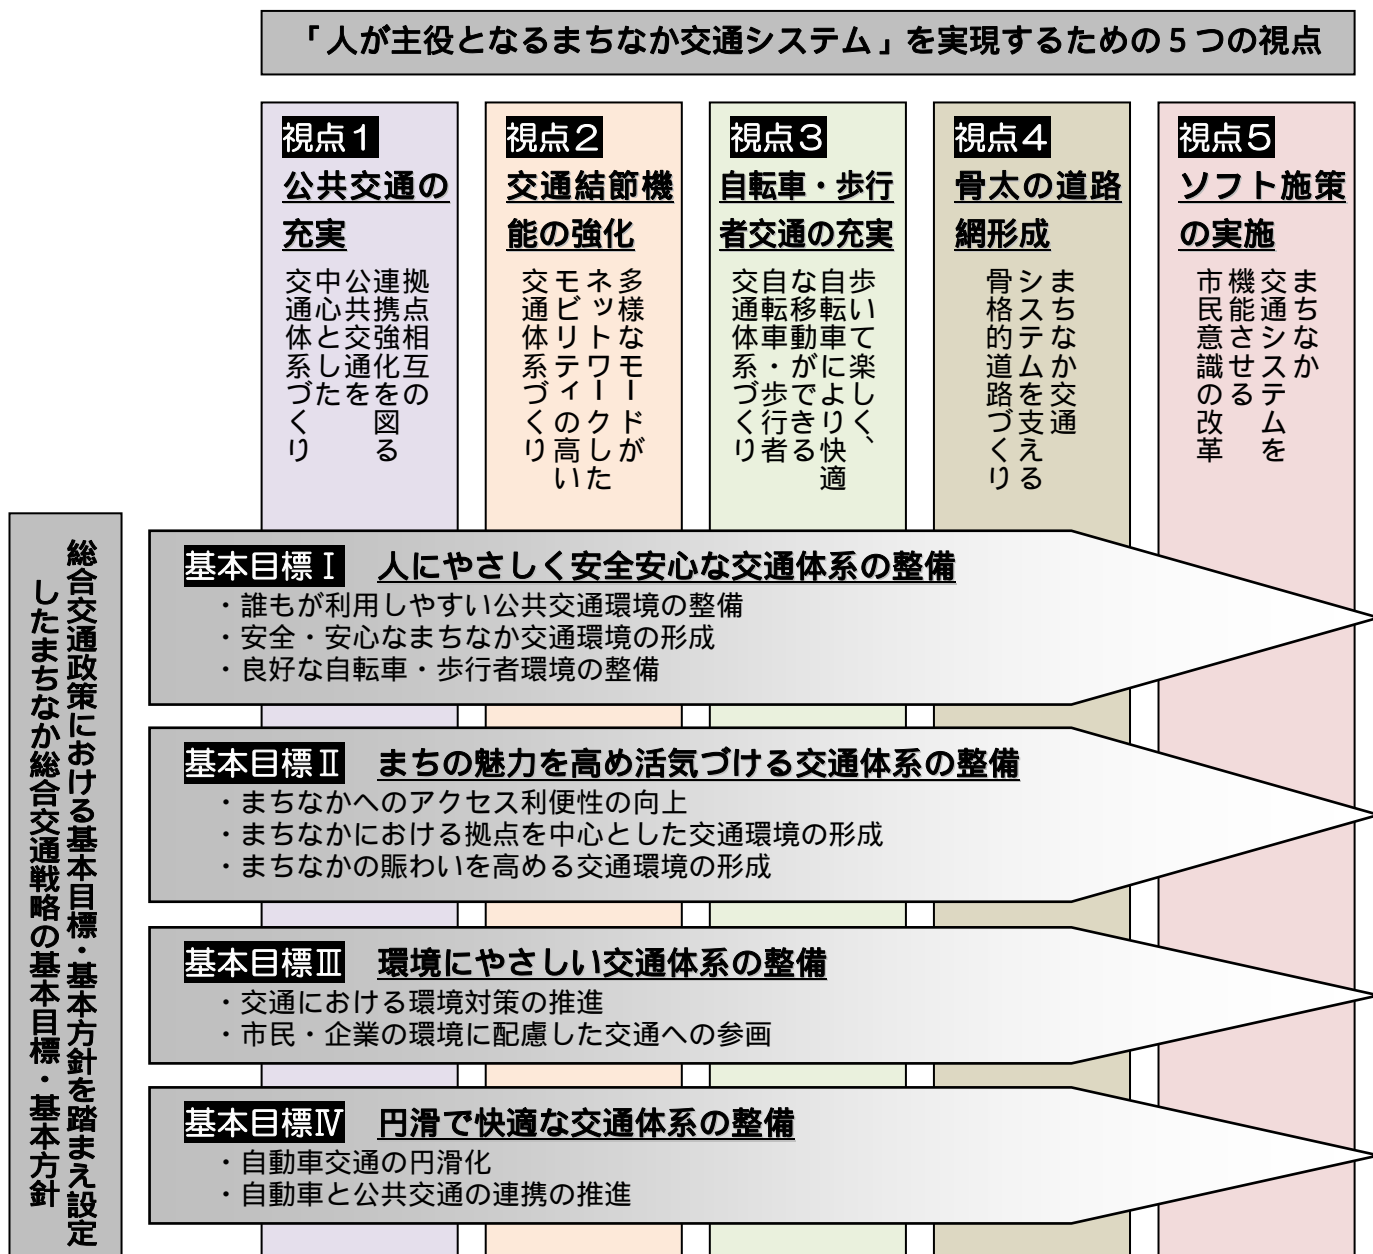 「人が主役となるまちなか交通システム」を実現するための５つの視点
視点１
公共交通の
充実
拠点相互の
連携強化を図る
公共交通を
中心とした
交通体系づくり
視点２
交通結節機
能の強化
多様なモードが
ネットワークした
モビリティの高い
交通体系づくり
視点３
自転車・歩行
者交通の充実
歩いて楽しく、
自転車により快適
な移動ができる
自転車・歩行者
交通体系づくり
視点４
骨太の道路
網形成
まちなか交通
システムを支える
骨格的道路づくり
視点５
ソフト施策
の実施
まちなか
交通システムを
機能させる
市民意識の改革
総合交通政策における基本目標・基本方針を踏まえ設定
したまちなか総合交通戦略の基本目標・基本方針
基本目標Ⅰ　人にやさしく安全安心な交通体系の整備
・誰もが利用しやすい公共交通環境の整備
・安全・安心なまちなか交通環境の形成
・良好な自転車・歩行者環境の整備
基本目標Ⅱ　まちの魅力を高め活気づける交通体系の整備
・まちなかへのアクセス利便性の向上
・まちなかにおける拠点を中心とした交通環境の形成
・まちなかの賑わいを高める交通環境の形成
基本目標Ⅲ　環境にやさしい交通体系の整備
・交通における環境対策の推進
・市民・企業の環境に配慮した交通への参画
基本目標Ⅳ　円滑で快適な交通体系の整備
・自動車交通の円滑化
・自動車と公共交通の連携の推進